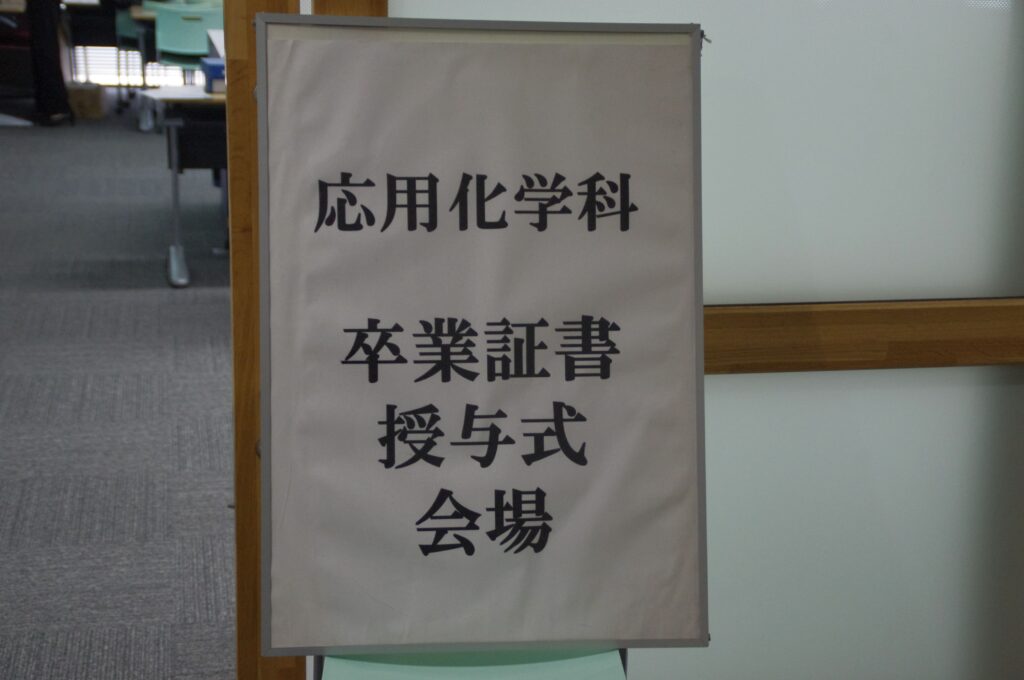 応用化学科
卒業証書
授与式
会場